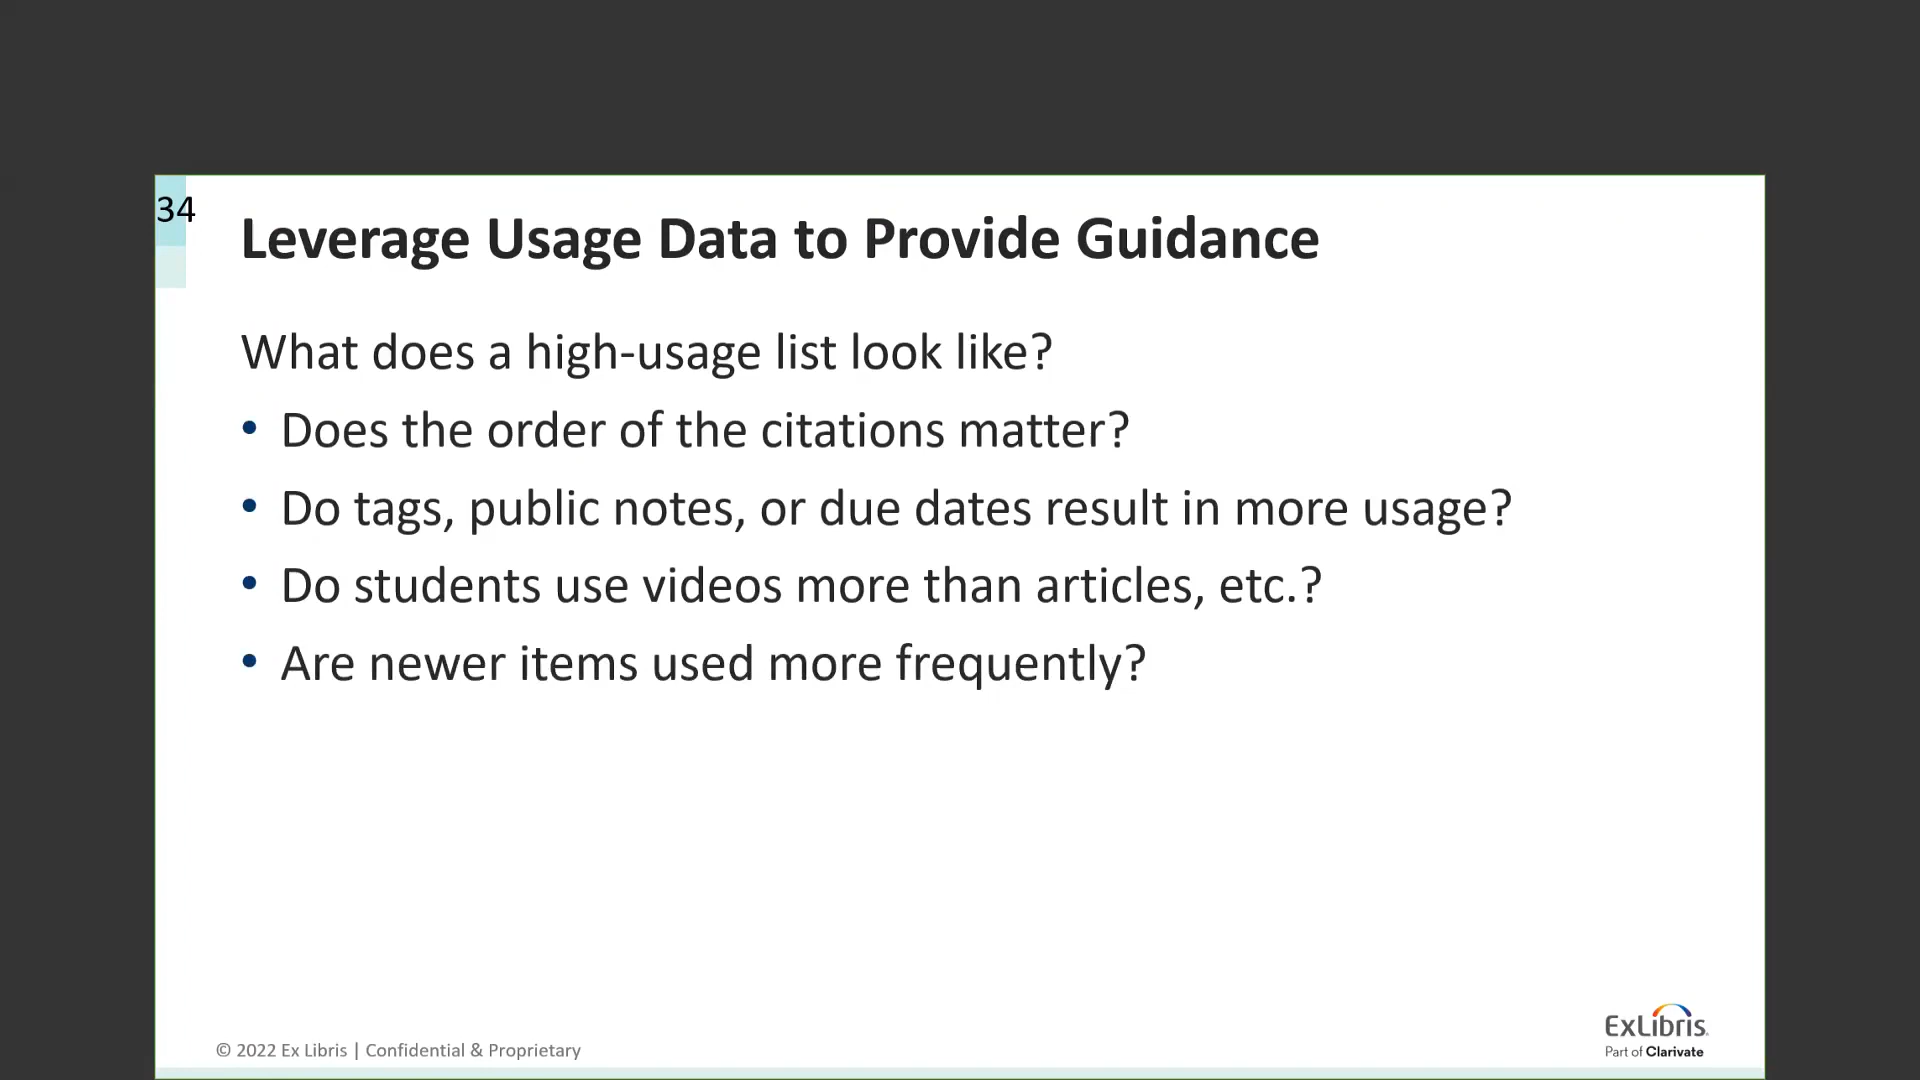 34
Leverage Usage Data to Provide Guidance
What does a high-usage list look like?
• Does the order of the citations matter?
• Do tags, public notes, or due dates result in more usage?
• Do students use videos more than articles, etc.?
• Are newer items used more frequently?
© 2022 Ex Libris | Confidential & Proprietary
ExLibris
Part of Clarivate